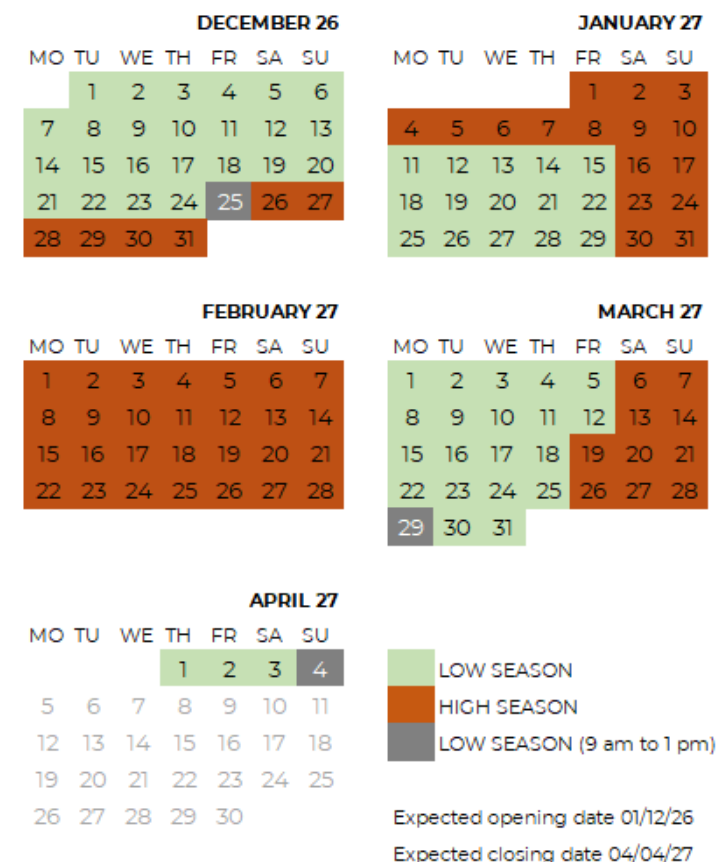 DECEMBER 26
MO TU WE TH FR SA SU
1 2 3 4 5 6
7 8 9 10 11 12 13
14 15 16 17 18 19 20
21 22 23 24 25 26 27
28 29 30 31
JANUARY 27
MO TU WE TH FR SA SU
1 2 3
4 5 6 7 8 9 10
11 12 13 14 15 16 17
18 19 20 21 22 23 24
25 26 27 28 29 30 31
FEBRUARY 27
MO TU WE TH FR SA SU
1 2 3 4 5 6 7
8 9 10 11 12 13 14
15 16 17 18 19 20 21
22 23 24 25 26 27 28
MARCH 27
MO TU WE TH FR SA SU
1 2 3 4 5 6 7
8 9 10 11 12 13 14
15 16 17 18 19 20 21
22 23 24 25 26 27 28
29 30 31
APRIL 27
MO TU WE TH FR SA SU
1 2 3 4
5 6 7 8 9 10 11
12 13 14 15 16 17 18
19 20 21 22 23 24 25
26 27 28 29 30
LOW SEASON
HIGH SEASON
LOW SEASON (9 am to 1 pm)
Expected opening date 01/12/26
Expected closing date 04/04/27